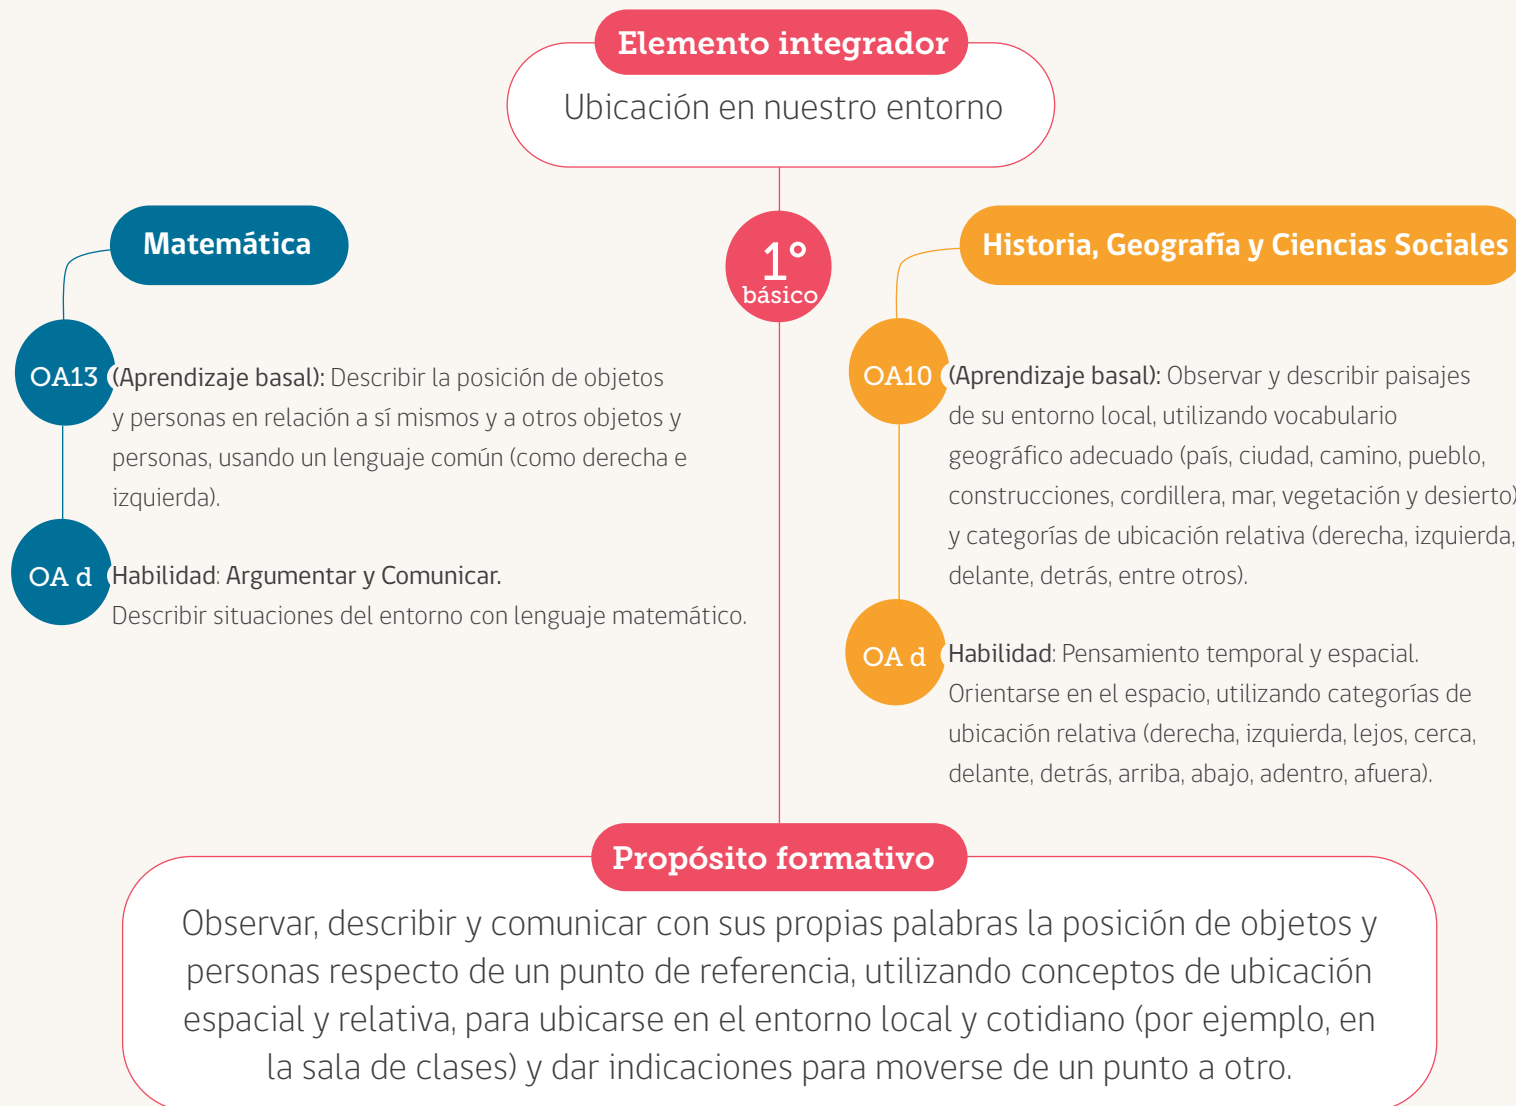 Elemento integrador
Ubicación en nuestro entorno
Matemática
OA13
(Aprendizaje basal): Describir la posición de objetos
y personas en relación a sí mismos y a otros objetos y
personas, usando un lenguaje común (como derecha e
izquierda).
OA d
Habilidad: Argumentar y Comunicar.
Describir situaciones del entorno con lenguaje matemático.
1°
básico
Historia, Geografía y Ciencias Sociales
OA10
(Aprendizaje basal): Observar y describir paisajes
de su entorno local, utilizando vocabulario
geográfico adecuado (país, ciudad, camino, pueblo,
construcciones, cordillera, mar, vegetación y desierto)
y categorías de ubicación relativa (derecha, izquierda,
delante, detrás, entre otros).
OA d
Habilidad: Pensamiento temporal y espacial.
Orientarse en el espacio, utilizando categorías de
ubicación relativa (derecha, izquierda, lejos, cerca,
delante, detrás, arriba, abajo, adentro, afuera).
Propósito formativo
Observar, describir y comunicar con sus propias palabras la posición de objetos y
personas respecto de un punto de referencia, utilizando conceptos de ubicación
espacial y relativa, para ubicarse en el entorno local y cotidiano (por ejemplo, en
la sala de clases) y dar indicaciones para moverse de un punto a otro.